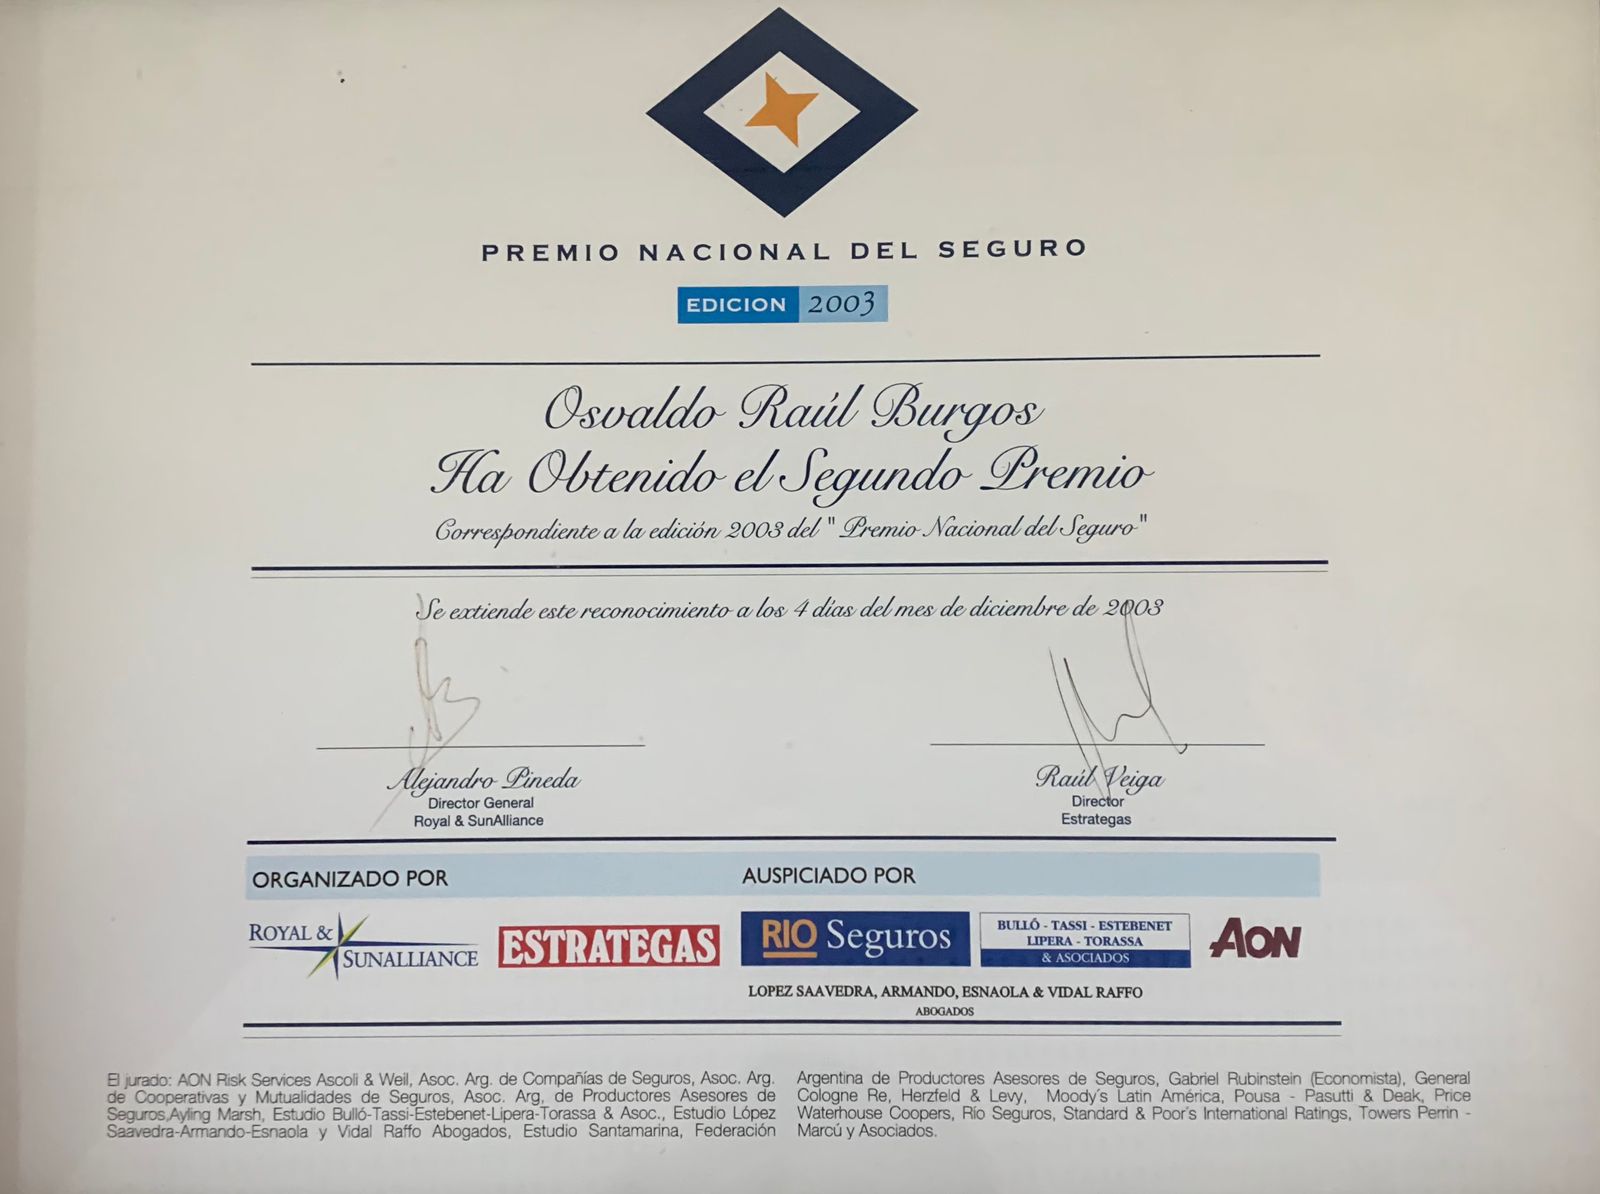 PREMIO NACIONAL DEL SEGURO
EDICION 2003
Osvaldo Raúl Burgos
Ha Obtenido el Segundo Premio
Correspondiente a la edición 2003 del " Premio Nacional del Seguro"
Se extiende este reconocimiento a los 4 días del mes de diciembre de 2003
Alejandro Pineda
Director General
Royal & SunAlliance
Raúl Veiga
Director
Estrategas
ORGANIZADO POR
ROYAL &
SUNALLIANCE
ESTRATEGAS
AUSPICIADO POR
RIO Seguros
BULLÓ - TASSI - ESTEBENET
LIPERA - TORASSA
& ASOCIADOS
AON
LOPEZ SAAVEDRA, ARMANDO, ESNAOLA & VIDAL RAFFO
ABOGADOS
El jurado: AON Risk Services Ascoli & Weil, Asoc. Arg. de Compañías de Seguros, Asoc. Arg.
de Cooperativas y Mutualidades de Seguros, Asoc. Arg, de Productores Asesores de
Seguros,Ayling Marsh, Estudio Bulló-Tassi-Estebenet-Lipera-Torassa & Asoc., Estudio López
Saavedra-Armando-Esnaola y Vidal Raffo Abogados, Estudio Santamarina, Federación
Argentina de Productores Asesores de Seguros, Gabriel Rubinstein (Economista), General
Cologne Re, Herzfeld & Levy, Moody's Latin América, Pousa - Pasutti & Deak, Price
Waterhouse Coopers, Río Seguros, Standard & Poor's International Ratings, Towers Perrin -
Marcú y Asociados.